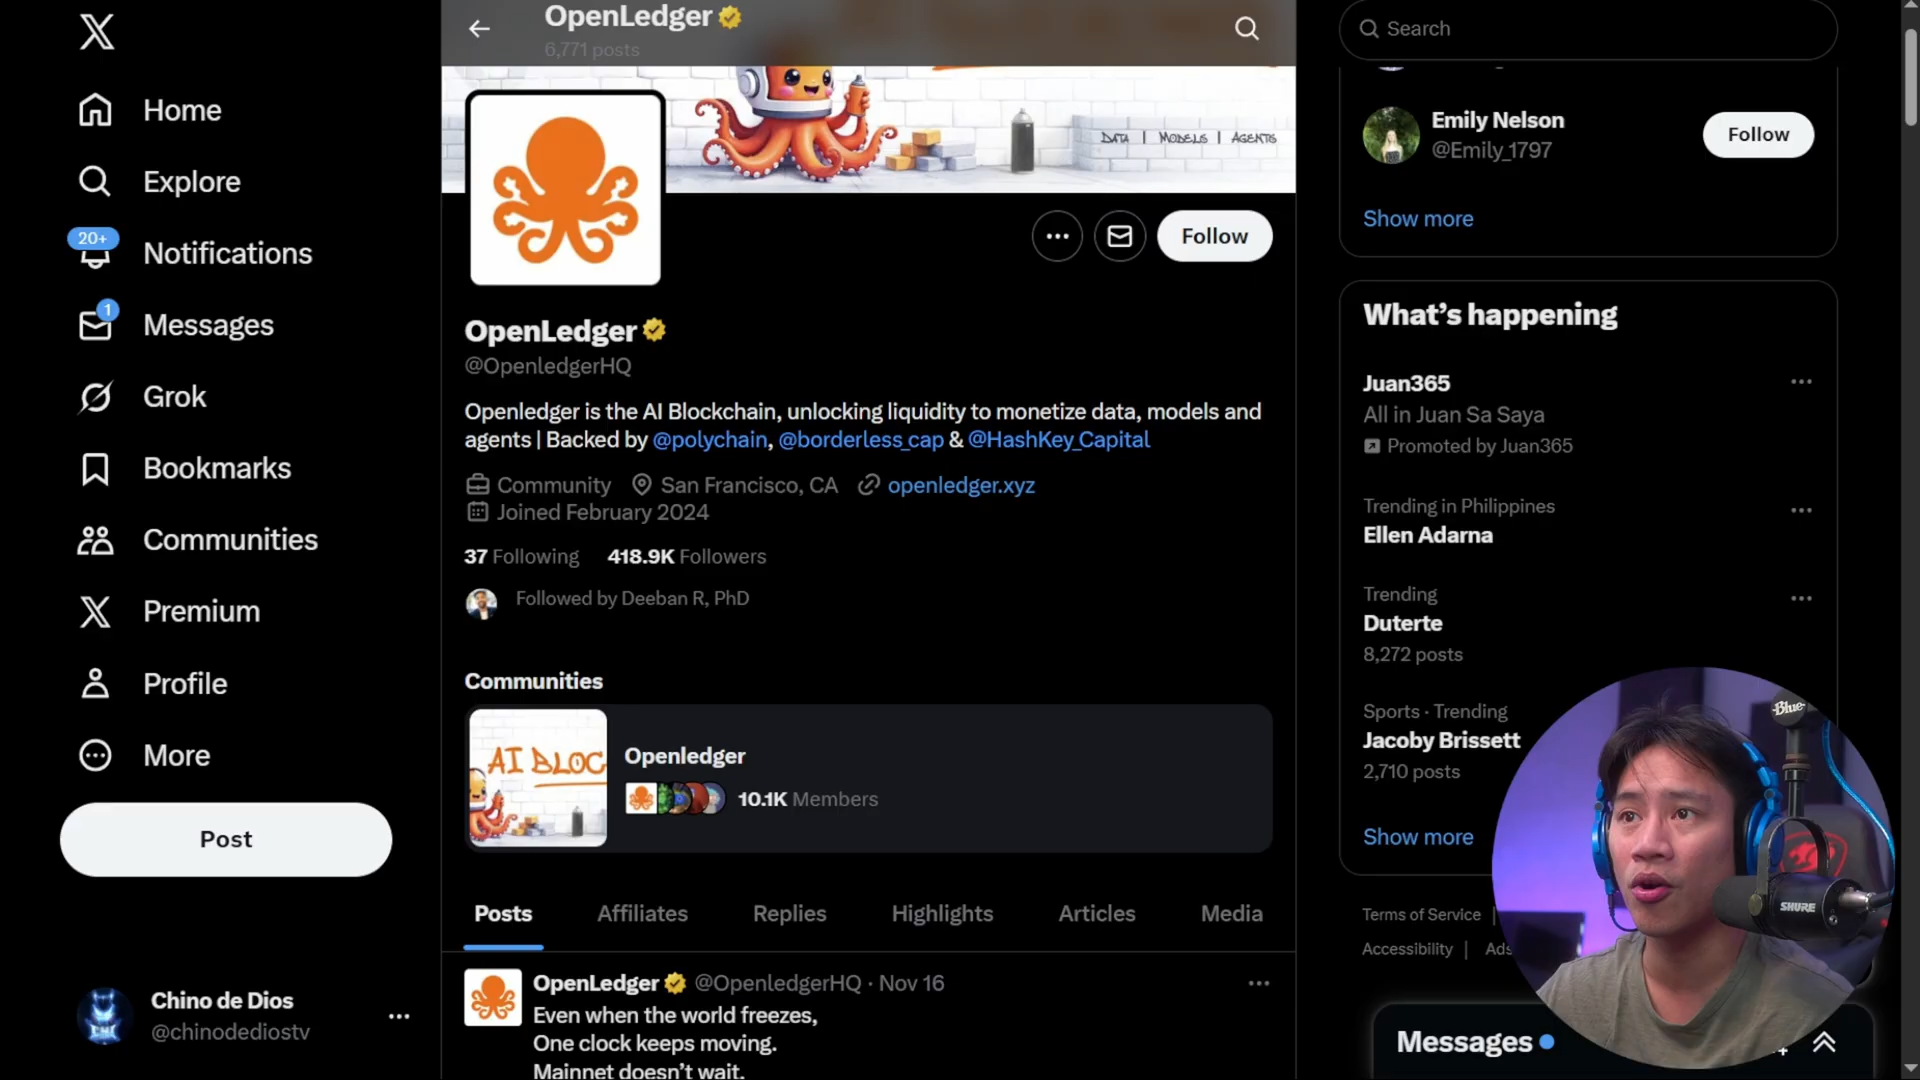 Home
Explore
20+
Notifications
1
Messages
Grok
Bookmarks
Communities
Premium
Profile
More
Post
Chino de Dios
@chinodediostv
OpenLedger
6,771 posts
DATA | MODELS | AGENTS
Follow
OpenLedger
@OpenledgerHQ
Openledger is the AI Blockchain, unlocking liquidity to monetize data, models and
agents | Backed by @polychain, @borderless_cap & @HashKey_Capital
Community San Francisco, CA openledger.xyz
Joined February 2024
37 Following 418.9K Followers
Followed by Deeban R, PhD
Communities
AI BLOC
Openledger
10.1K Members
Posts Affiliates Replies Highlights Articles Media
OpenLedger @OpenledgerHQ · Nov 16
Even when the world freezes,
One clock keeps moving.
Mainnet doesn't wait.
Search
Emily Nelson
@Emily_1797
Follow
Show more
What's happening
Juan365
All in Juan Sa Saya
Promoted by Juan365
Trending in Philippines
Ellen Adarna
Trending
Duterte
8,272 posts
Sports · Trending
Jacoby Brissett
2,710 posts
Show more
Terms of Service |
Accessibility | Ads
Messages
Blue
SHURE